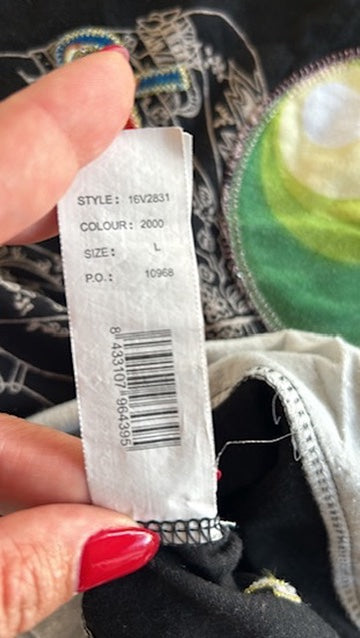 STYLE: 16V2831
COLOUR: 2000
SIZE: L
P.O.: 10968
8 433107 964395